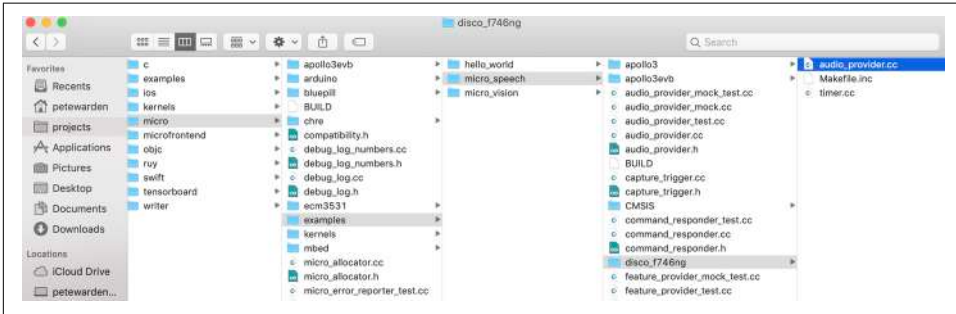 disco_f746ng
Search
Favorites
Recents
petewarden
projects
Applications
Pictures
Desktop
Documents
Downloads
Locations
iCloud Drive
petewarden...
c
examples
ios
kernels
micro
microfrontend
objc
ruy
swift
tensorboard
writer
apollo3evb
arduino
bluepill
BUILD
chre
compatibility.h
debug_log_numbers.cc
debug_log_numbers.h
debug_log.cc
debug_log.h
ecm3531
examples
kernels
mbed
micro_allocator.cc
micro_allocator.h
micro_error_reporter_test.cc
hello_world
micro_speech
micro_vision
apollo3
apollo3evb
audio_provider_mock_test.cc
audio_provider_mock.cc
audio_provider_test.cc
audio_provider.cc
audio_provider.h
BUILD
capture_trigger.cc
capture_trigger.h
CMSIS
command_responder_test.cc
command_responder.cc
command_responder.h
disco_f746ng
feature_provider_mock_test.cc
feature_provider_test.cc
audio_provider.cc
Makefile.inc
timer.cc